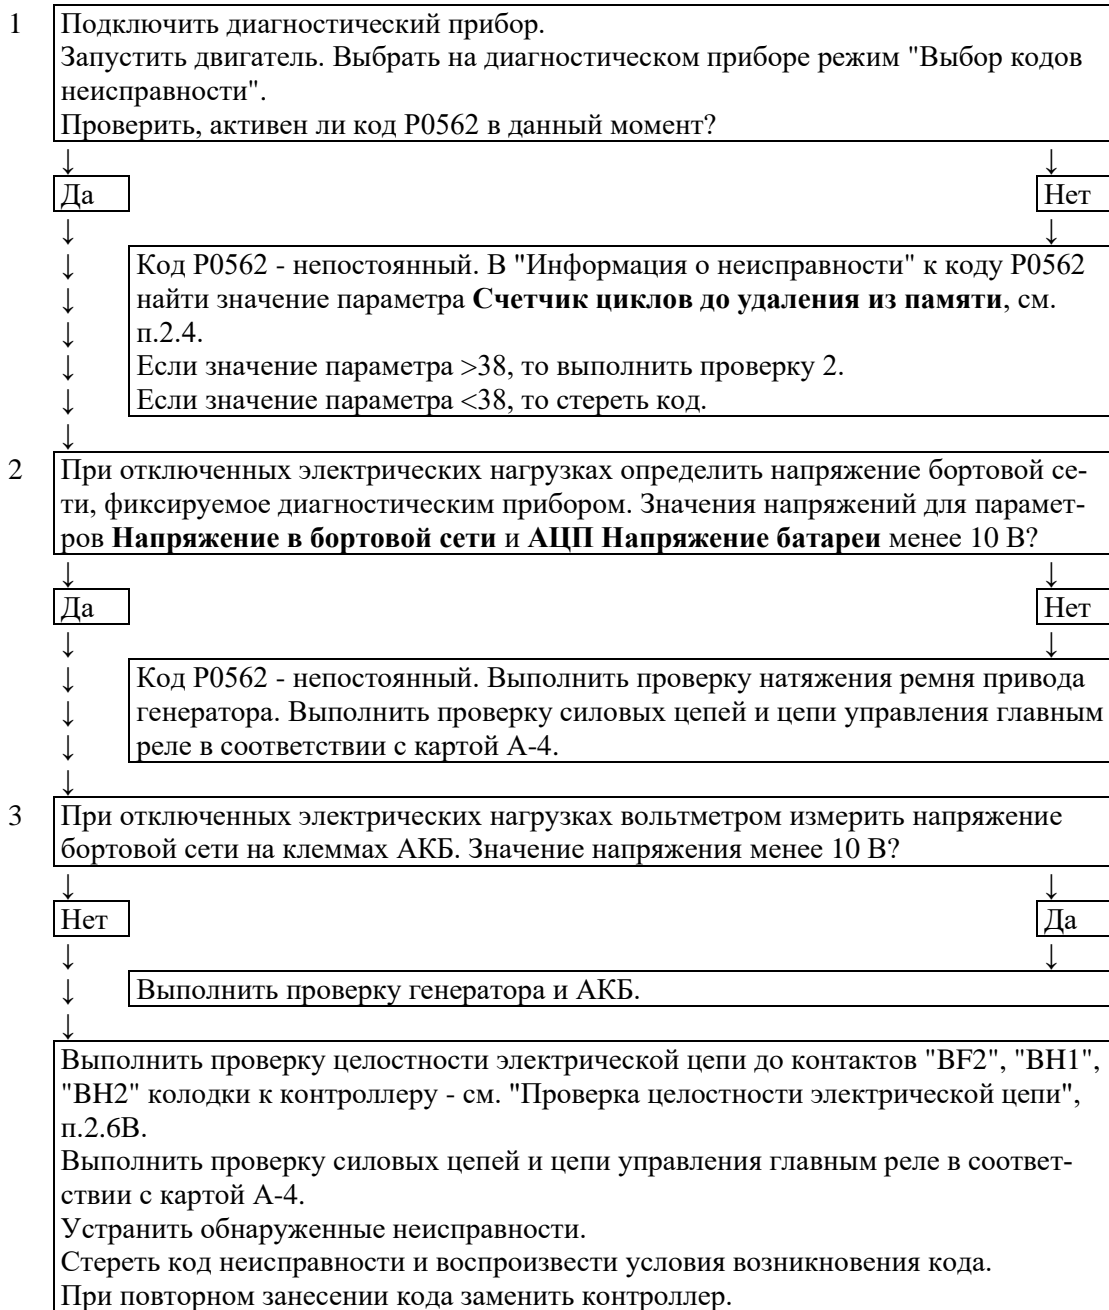 1 Подключить диагностический прибор.
Запустить двигатель. Выбрать на диагностическом приборе режим "Выбор кодов
неисправности".
Проверить, активен ли код P0562 в данный момент?
↓ ↓
Да Нет
↓ ↓
↓ Код P0562 - непостоянный. В "Информация о неисправности" к коду P0562
↓ найти значение параметра Счетчик циклов до удаления из памяти, см.
↓ п.2.4.
↓ Если значение параметра >38, то выполнить проверку 2.
↓ Если значение параметра <38, то стереть код.
↓
2 При отключенных электрических нагрузках определить напряжение бортовой се-
ти, фиксируемое диагностическим прибором. Значения напряжений для парамет-
ров Напряжение в бортовой сети и АЦП Напряжение батареи менее 10 В?
↓ ↓
Да Нет
↓ ↓
↓ Код P0562 - непостоянный. Выполнить проверку натяжения ремня привода
↓ генератора. Выполнить проверку силовых цепей и цепи управления главным
↓ реле в соответствии с картой А-4.
↓
3 При отключенных электрических нагрузках вольтметром измерить напряжение
бортовой сети на клеммах АКБ. Значение напряжения менее 10 В?
↓ ↓
Нет Да
↓ ↓
↓ Выполнить проверку генератора и АКБ.
↓
Выполнить проверку целостности электрической цепи до контактов "BF2", "BH1",
"BH2" колодки к контроллеру - см. "Проверка целостности электрической цепи",
п.2.6В.
Выполнить проверку силовых цепей и цепи управления главным реле в соответ-
ствии с картой А-4.
Устранить обнаруженные неисправности.
Стереть код неисправности и воспроизвести условия возникновения кода.
При повторном занесении кода заменить контроллер.